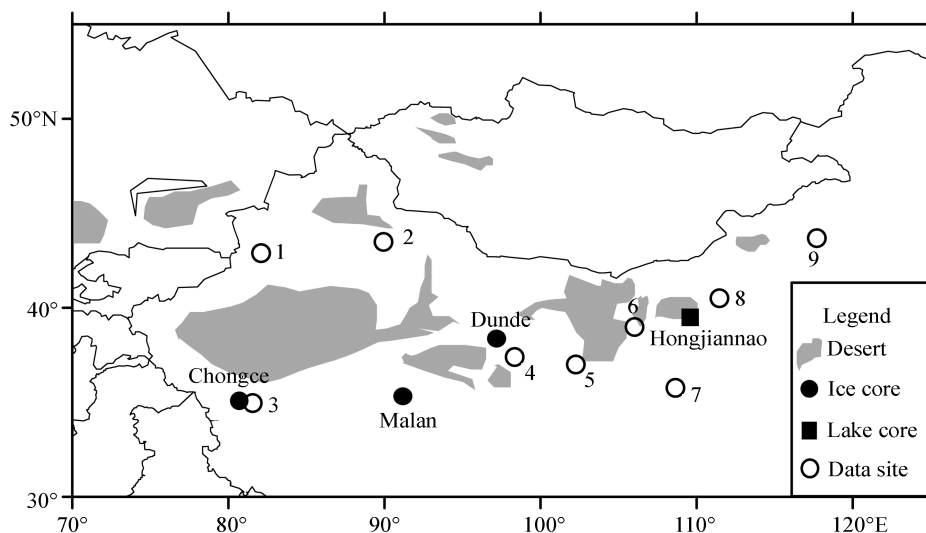 50°N
40°
30°
70°
80°
90°
100°
110°
120°E
1
2
3
4
5
6
7
8
9
Dunde
Chongce
Malan
Hongjiannao
Legend
Desert
Ice core
Lake core
Data site